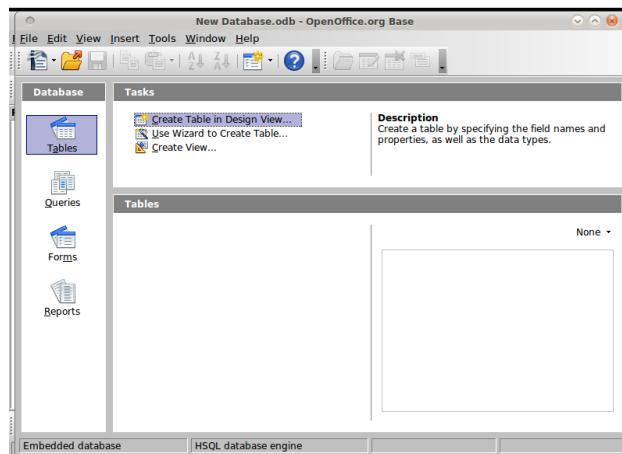 New Database.odb - OpenOffice.org Base
File Edit View Insert Tools Window Help
Database
Tasks
Tables
Queries
Forms
Reports
Create Table in Design View...
Use Wizard to Create Table...
Create View...
Description
Create a table by specifying the field names and
properties, as well as the data types.
Tables
None
Embedded database
HSQL database engine